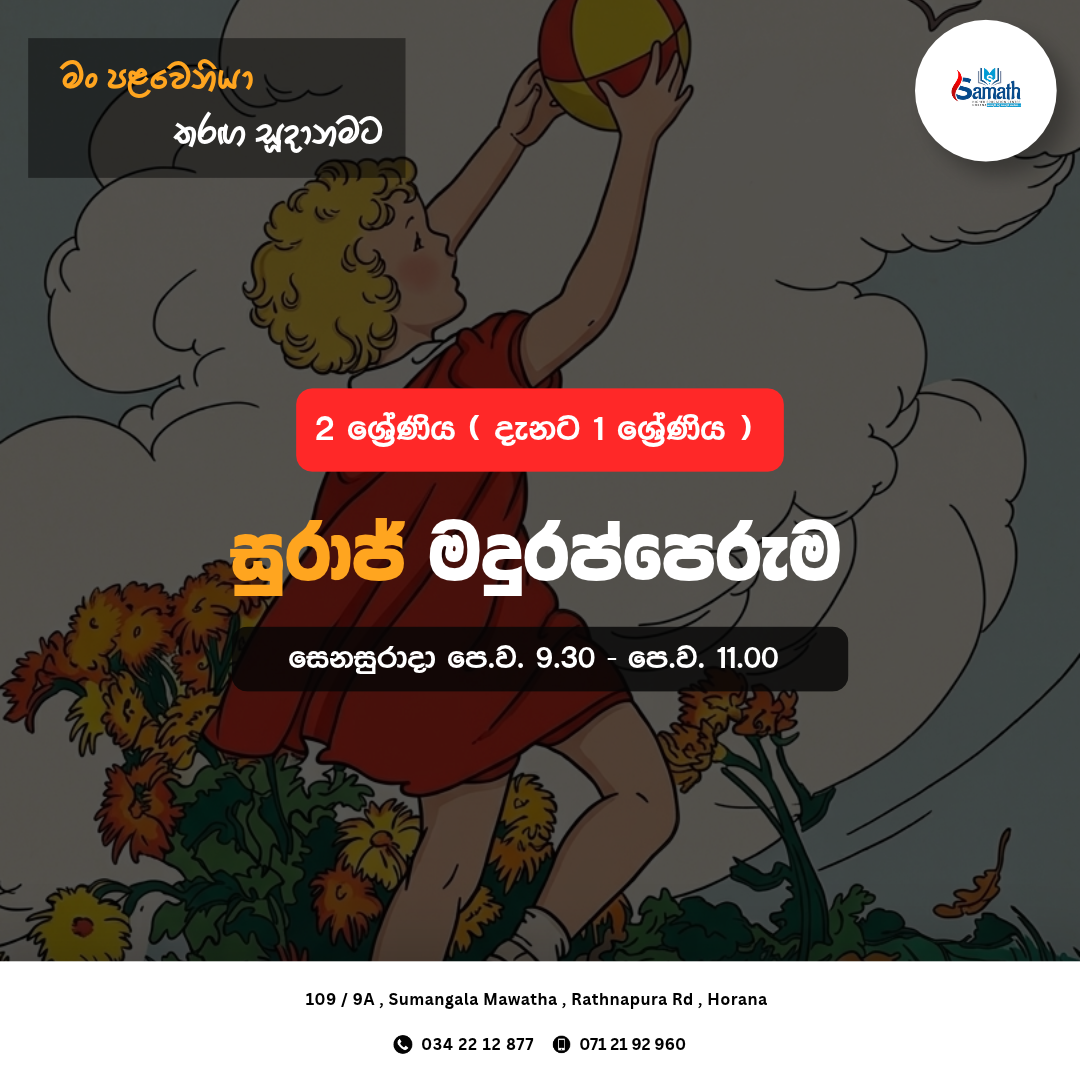 මං පළවෙනියා
තරඟ සූදානමට
Samath
2 ශ්‍රේණිය ( දැනට 1 ශ්‍රේණිය )
සුරාජ් මදුරප්පෙරුම
සෙනසුරාදා පෙ.ව. 9.30 - පෙ.ව. 11.00
109 / 9A , Sumangala Mawatha , Rathnapura Rd , Horana
034 22 12 877 071 21 92 960